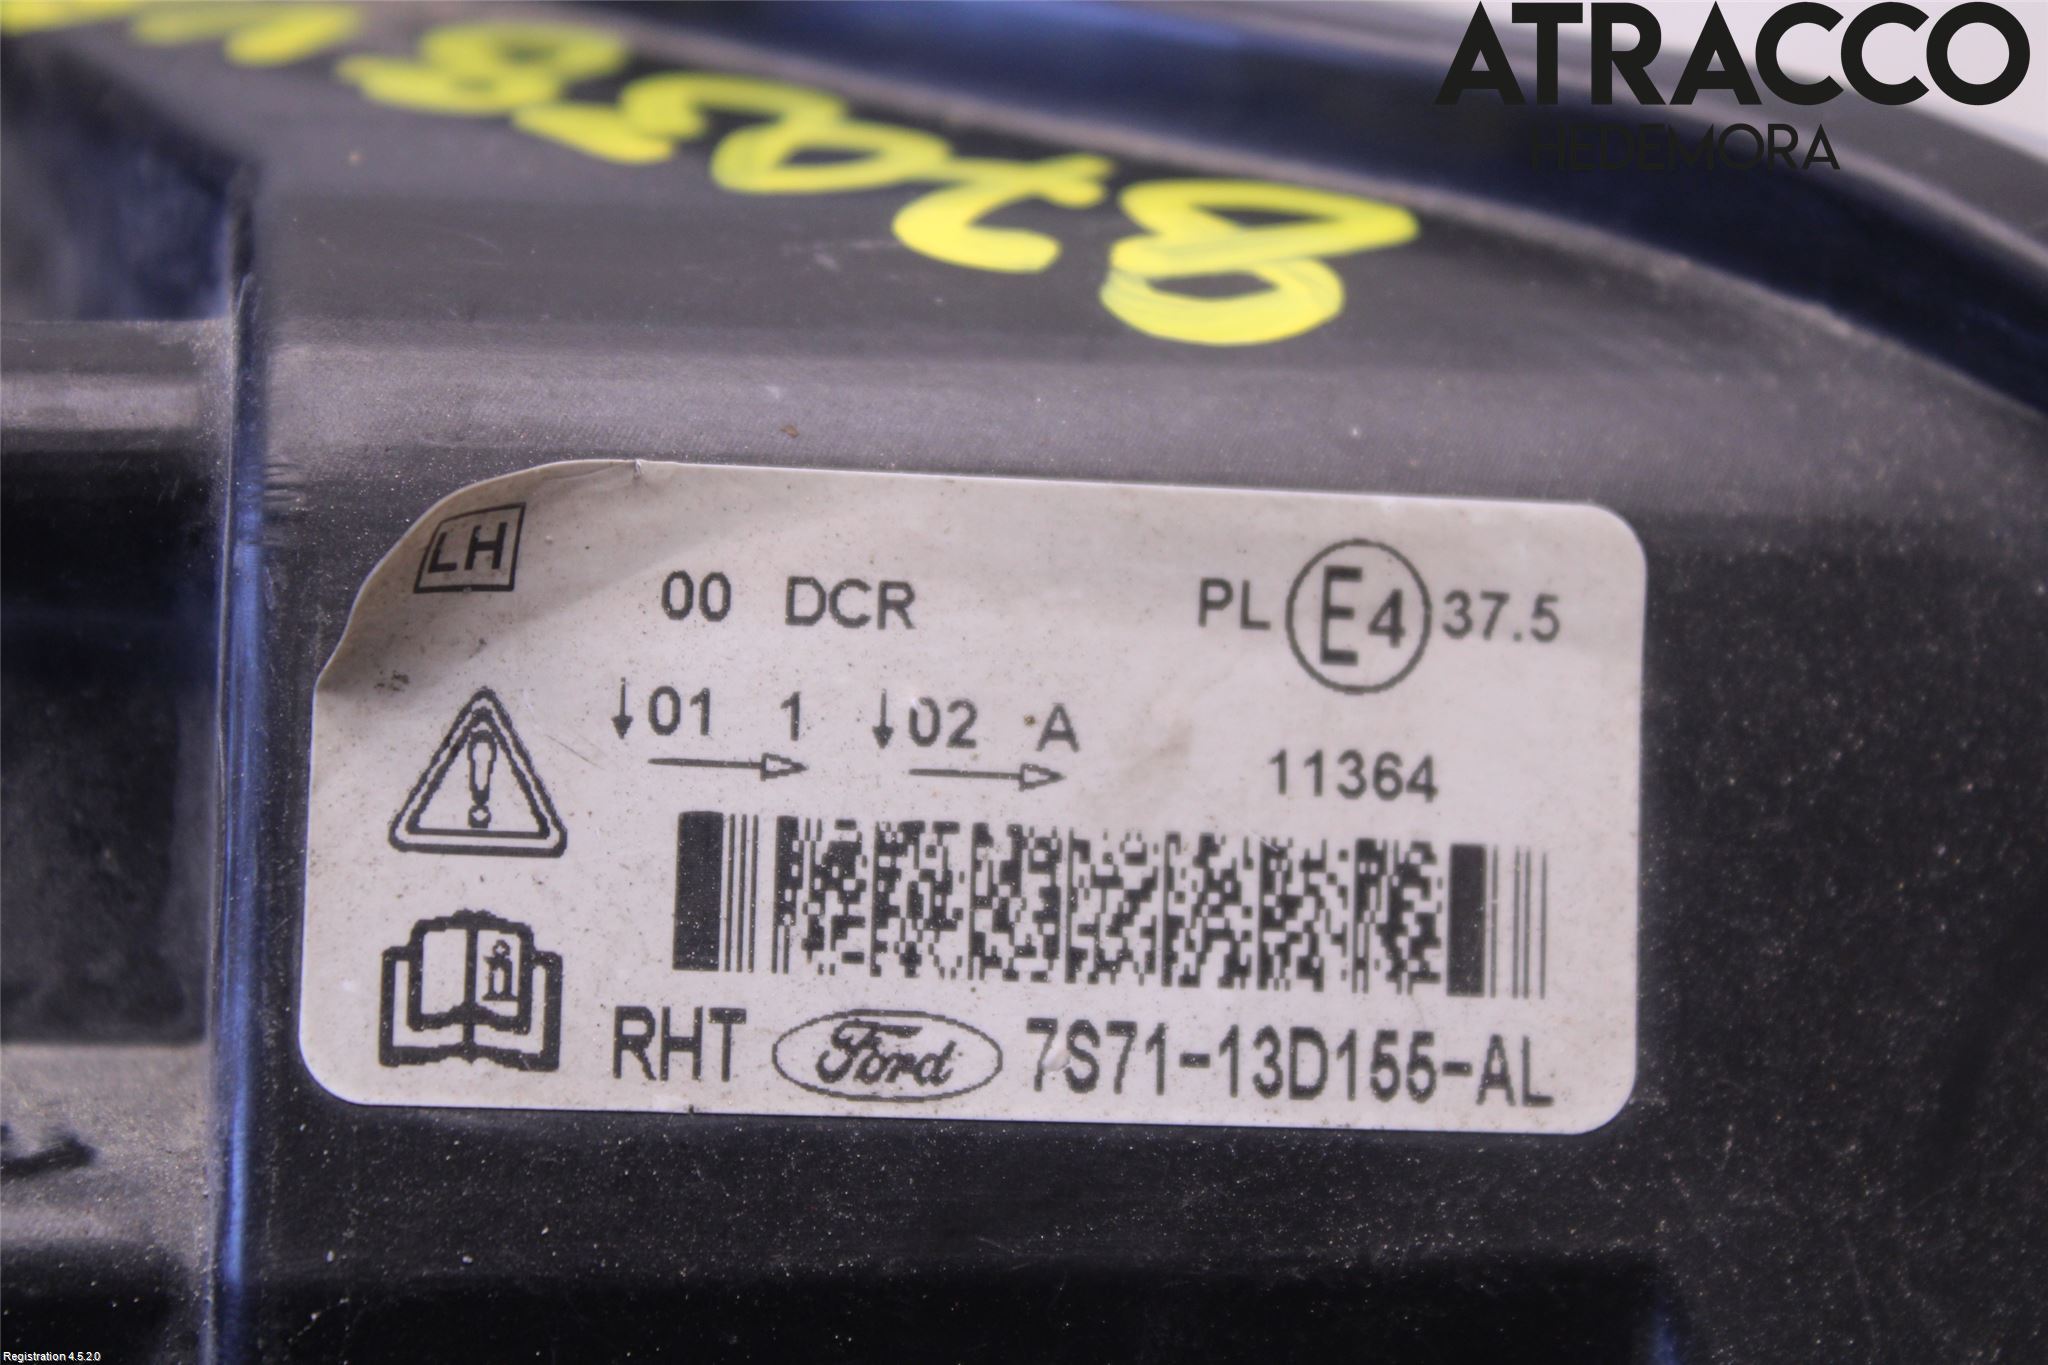 ATRACCO
HEDEMORA
LH
00 DCR
PL E4 37.5
↓01 1 ↓02 A
11364
RHT Ford 7S71-13D155-AL
Registration 4.5.2.0